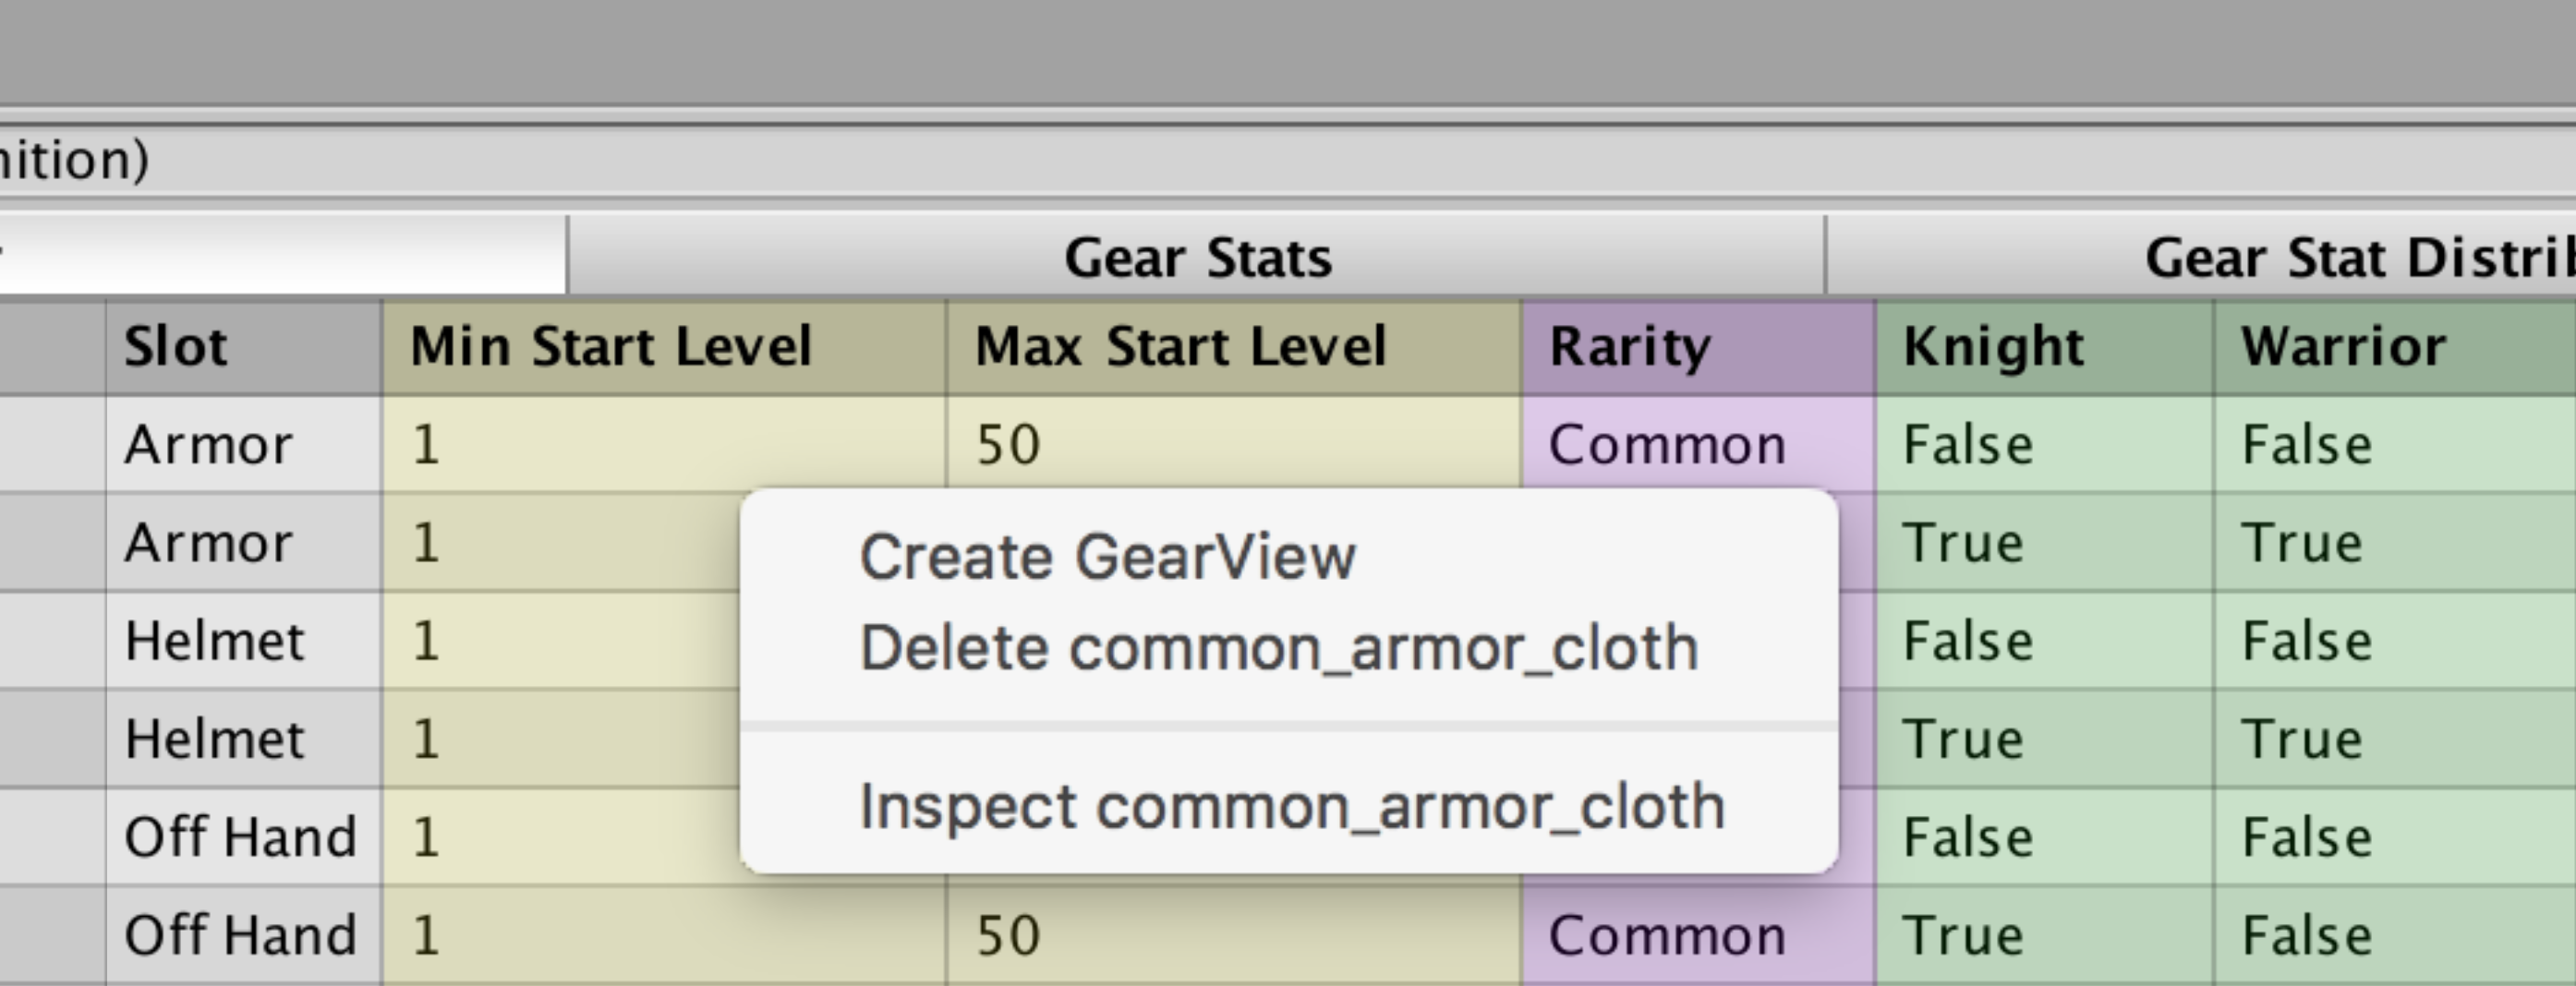 nition)
Gear Stats Gear Stat Distrib
Slot Min Start Level Max Start Level Rarity Knight Warrior
Armor 1 50 Common False False
Armor 1 True True
Helmet 1 False False
Helmet 1 True True
Off Hand 1 False False
Off Hand 1 50 Common True False
Create GearView
Delete common_armor_cloth
Inspect common_armor_cloth